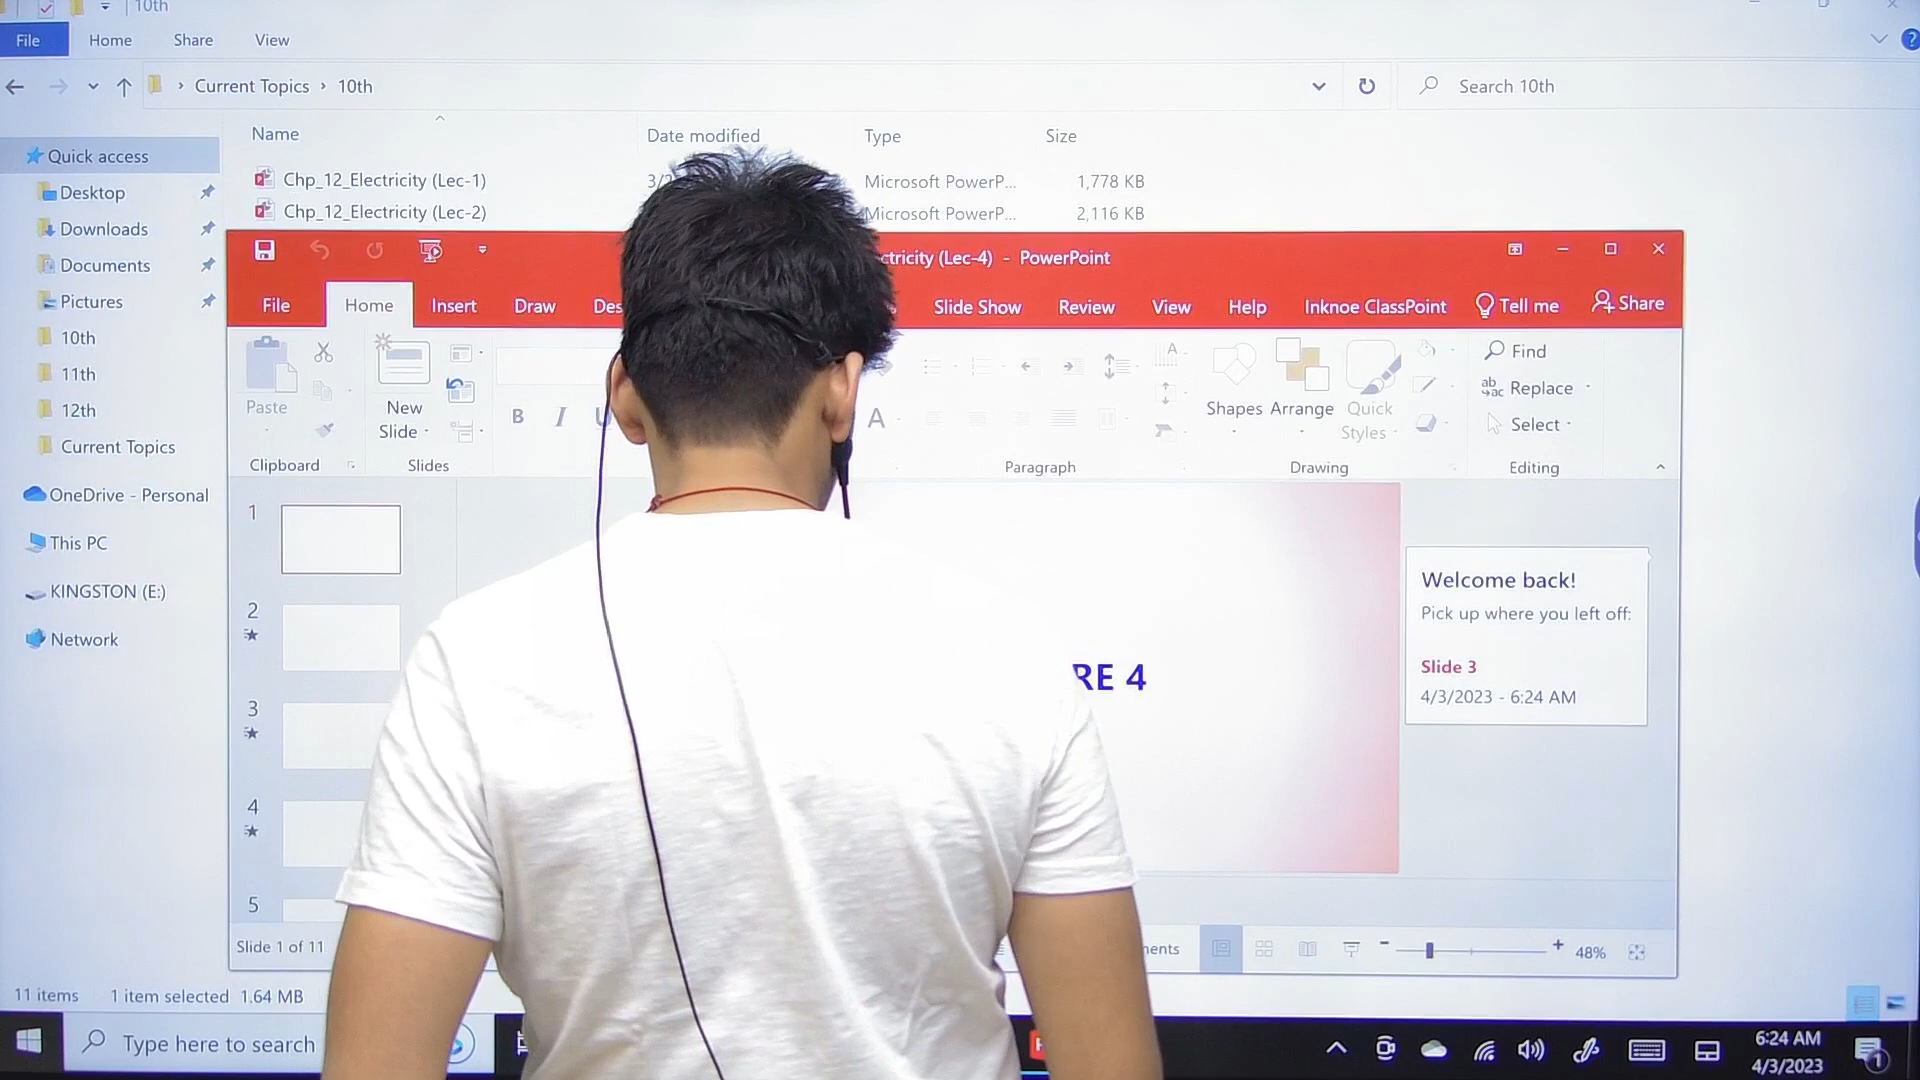 10th
File Home Share View
Current Topics › 10th
Search 10th
Name Date modified Type Size
Chp_12_Electricity (Lec-1) Microsoft PowerP... 1,778 KB
Chp_12_Electricity (Lec-2) Microsoft PowerP... 2,116 KB
Quick access
Desktop
Downloads
Documents
Pictures
10th
11th
12th
Current Topics
OneDrive - Personal
This PC
KINGSTON (E:)
Network
ctricity (Lec-4) - PowerPoint
File Home Insert Draw Des Slide Show Review View Help Inknoe ClassPoint Tell me Share
Paste
New
Slide
B I U A
Shapes Arrange Quick
Styles
Find
Replace
Select
Clipboard Slides Paragraph Drawing Editing
1
2
3
4
5
RE 4
Welcome back!
Pick up where you left off:
Slide 3
4/3/2023 - 6:24 AM
Slide 1 of 11 48%
11 items 1 item selected 1.64 MB
Type here to search
6:24 AM
4/3/2023
1